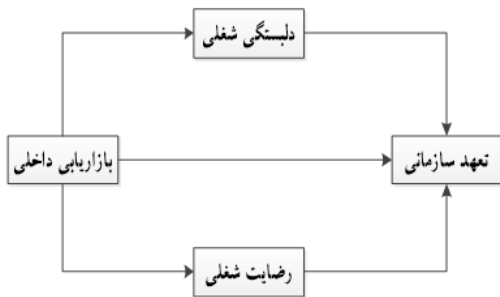 دلبستگی شغلی
بازاریابی داخلی
تعهد سازمانی
رضایت شغلی